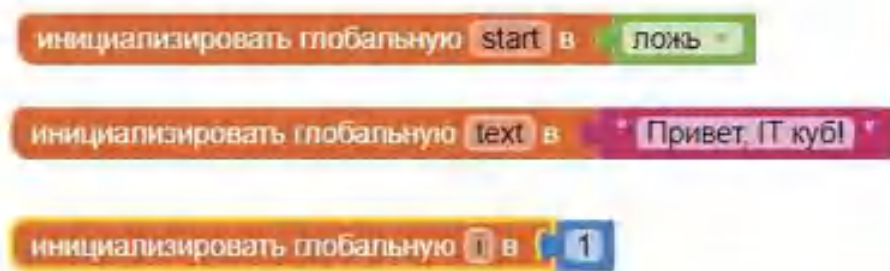 инициализировать глобальную start в ложь
инициализировать глобальную text в " Привет, IT куб! "
инициализировать глобальную i в 1